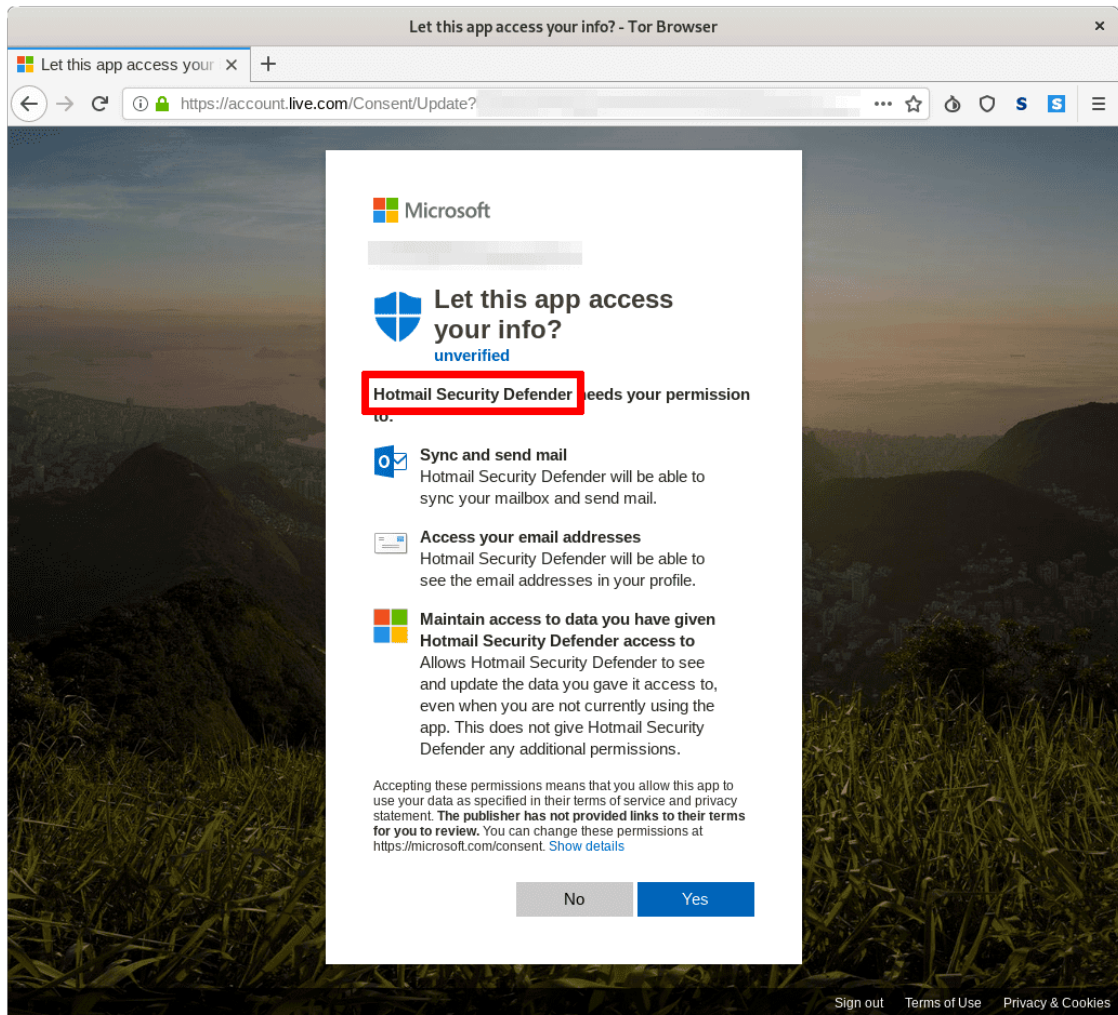 Let this app access your info? - Tor Browser
Let this app access your
https://account.live.com/Consent/Update?
Microsoft
Let this app access
your info?
unverified
Hotmail Security Defender needs your permission
to:
Sync and send mail
Hotmail Security Defender will be able to
sync your mailbox and send mail.
Access your email addresses
Hotmail Security Defender will be able to
see the email addresses in your profile.
Maintain access to data you have given
Hotmail Security Defender access to
Allows Hotmail Security Defender to see
and update the data you gave it access to,
even when you are not currently using the
app. This does not give Hotmail Security
Defender any additional permissions.
Accepting these permissions means that you allow this app to
use your data as specified in their terms of service and privacy
statement. The publisher has not provided links to their terms
for you to review. You can change these permissions at
https://microsoft.com/consent. Show details
No Yes
Sign out Terms of Use Privacy & Cookies